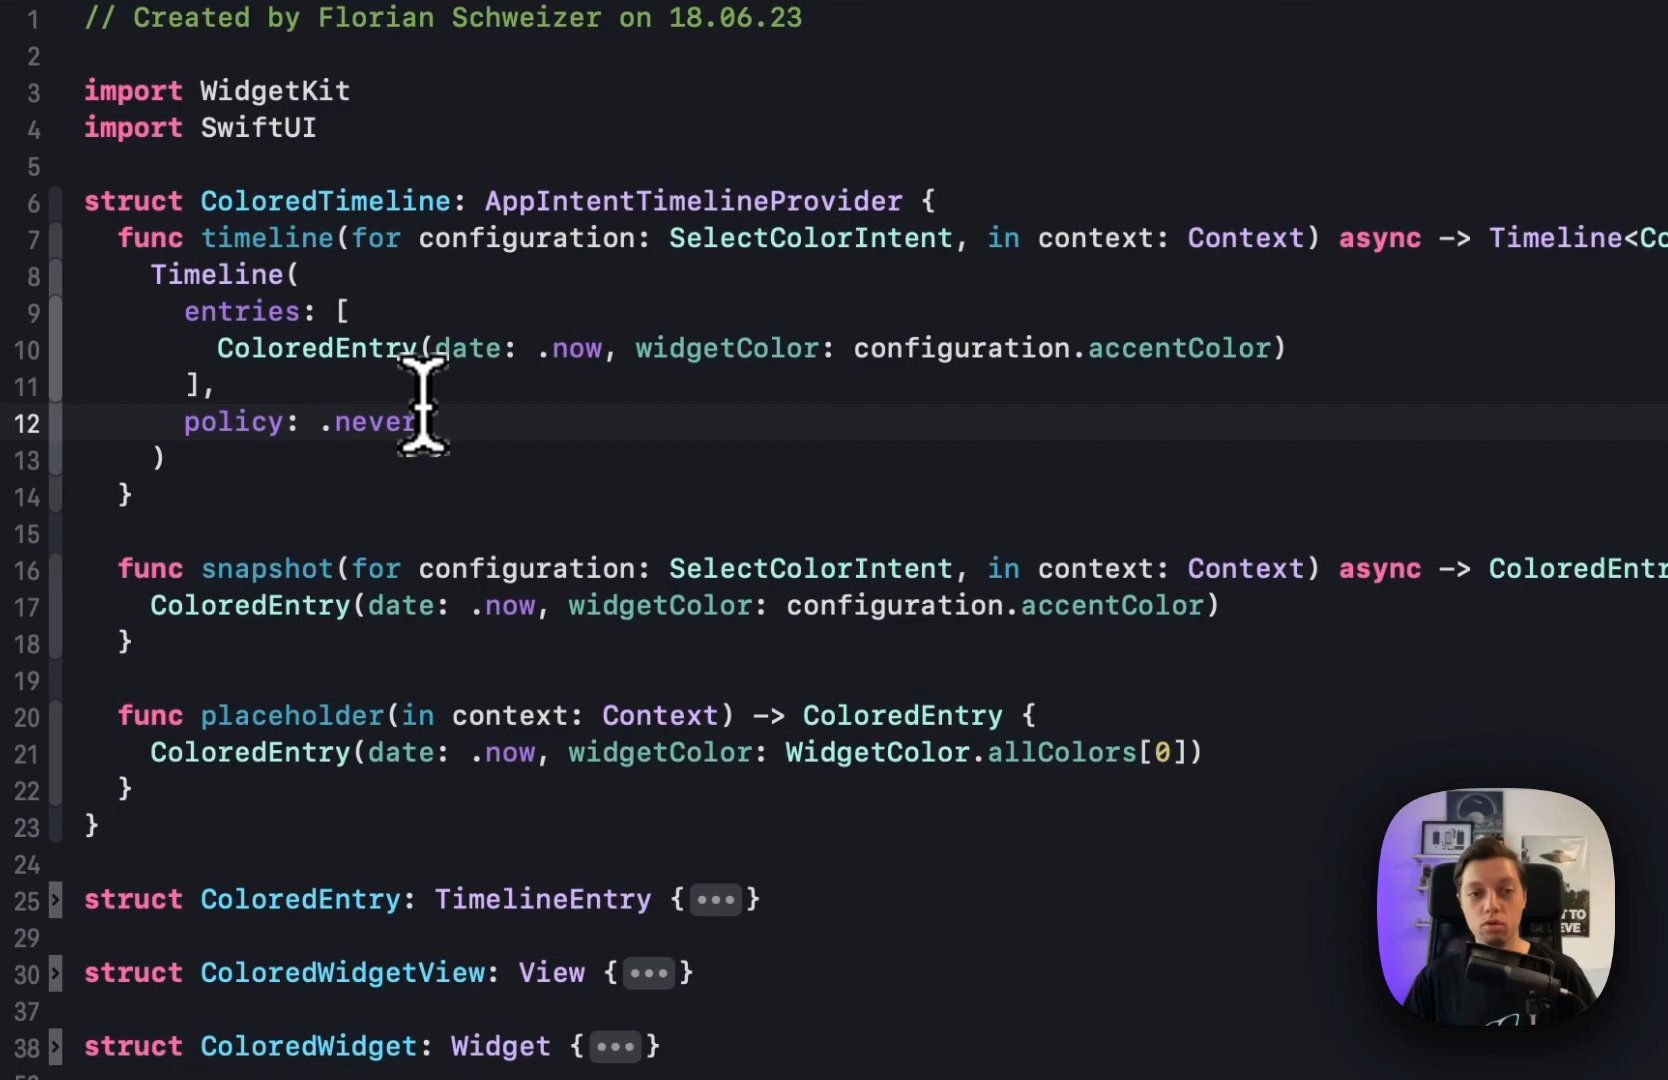 1 // Created by Florian Schweizer on 18.06.23
2
3 import WidgetKit
4 import SwiftUI
5
6 struct ColoredTimeline: AppIntentTimelineProvider {
7 func timeline(for configuration: SelectColorIntent, in context: Context) async -> Timeline<Co
8 Timeline(
9 entries: [
10 ColoredEntry(date: .now, widgetColor: configuration.accentColor)
11 ],
12 policy: .never
13 )
14 }
15
16 func snapshot(for configuration: SelectColorIntent, in context: Context) async -> ColoredEntr
17 ColoredEntry(date: .now, widgetColor: configuration.accentColor)
18 }
19
20 func placeholder(in context: Context) -> ColoredEntry {
21 ColoredEntry(date: .now, widgetColor: WidgetColor.allColors[0])
22 }
23 }
24
25 struct ColoredEntry: TimelineEntry {•••}
29
30 struct ColoredWidgetView: View {•••}
37
38 struct ColoredWidget: Widget {•••}